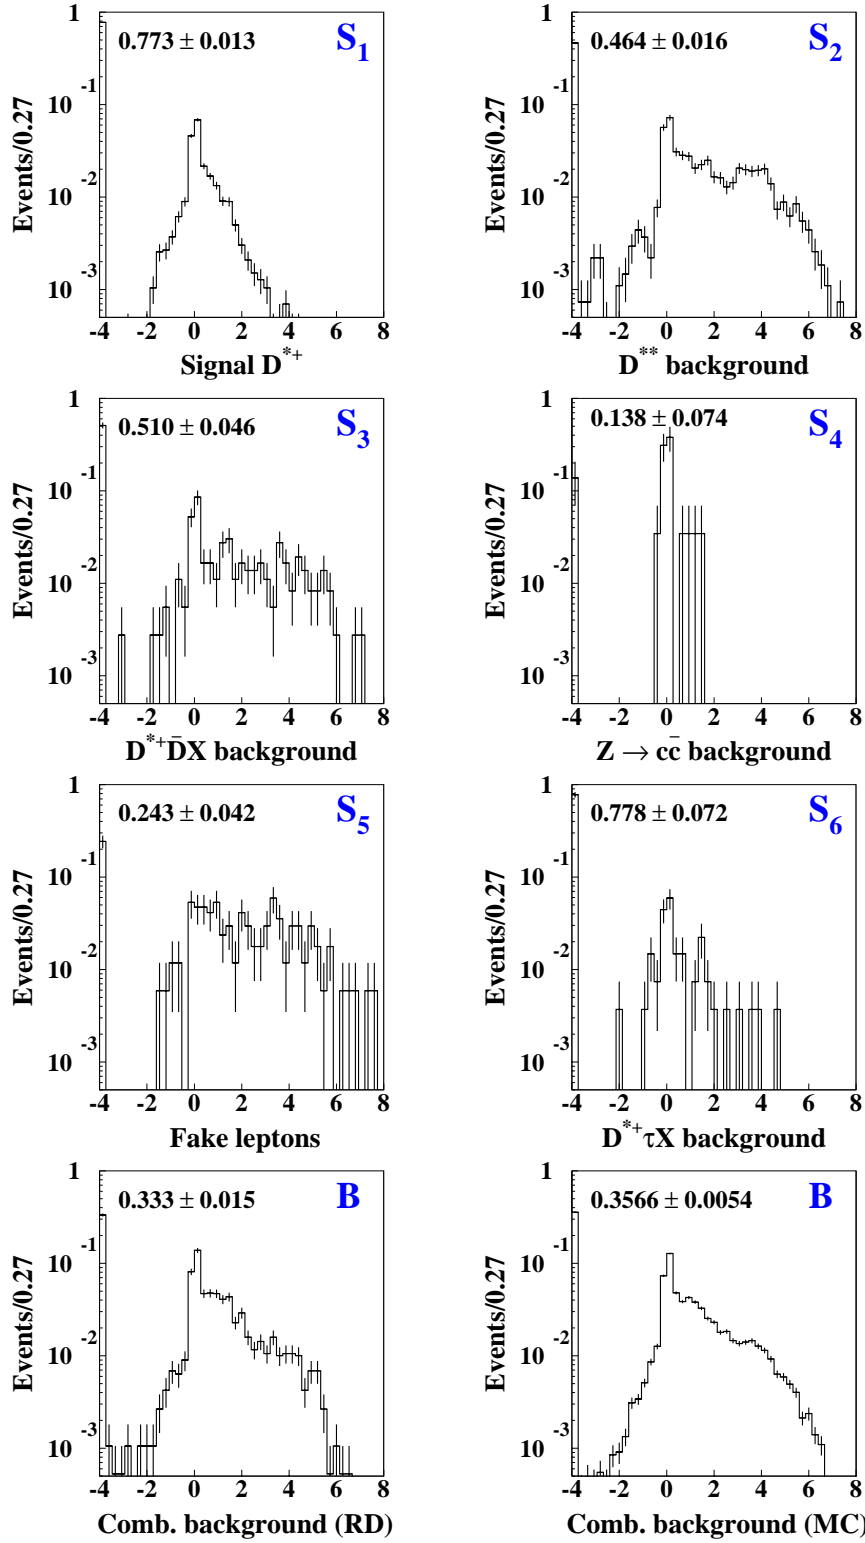 1
0.773 ± 0.013
S1
10^-1
10^-2
10^-3
Events/0.27
-4 -2 0 2 4 6 8
Signal D*+
1
0.464 ± 0.016
S2
10^-1
10^-2
10^-3
Events/0.27
-4 -2 0 2 4 6 8
D** background
1
0.510 ± 0.046
S3
10^-1
10^-2
10^-3
Events/0.27
-4 -2 0 2 4 6 8
D*+D̄X background
1
0.138 ± 0.074
S4
10^-1
10^-2
10^-3
Events/0.27
-4 -2 0 2 4 6 8
Z → cc̄ background
1
0.243 ± 0.042
S5
10^-1
10^-2
10^-3
Events/0.27
-4 -2 0 2 4 6 8
Fake leptons
1
0.778 ± 0.072
S6
10^-1
10^-2
10^-3
Events/0.27
-4 -2 0 2 4 6 8
D*+τX background
1
0.333 ± 0.015
B
10^-1
10^-2
10^-3
Events/0.27
-4 -2 0 2 4 6 8
Comb. background (RD)
1
0.3566 ± 0.0054
B
10^-1
10^-2
10^-3
Events/0.27
-4 -2 0 2 4 6 8
Comb. background (MC)